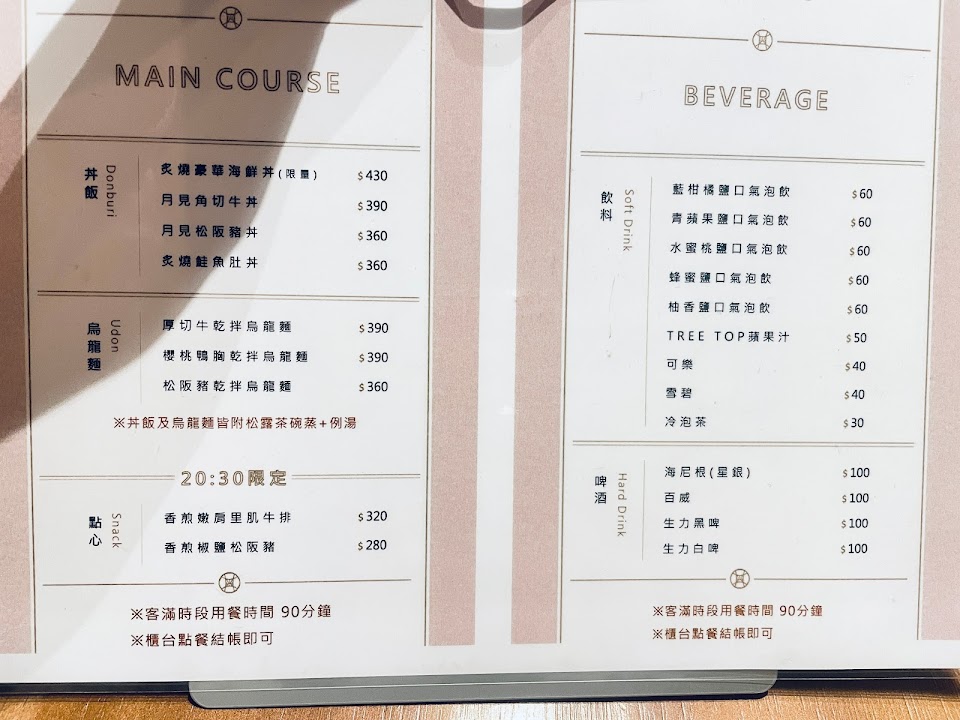 MAIN COURSE
丼飯 Donburi
炙燒豪華海鮮丼(限量) $430
月見角切牛丼 $390
月見松阪豬丼 $360
炙燒鮭魚肚丼 $360
烏龍麵 Udon
厚切牛乾拌烏龍麵 $390
櫻桃鴨胸乾拌烏龍麵 $390
松阪豬乾拌烏龍麵 $360
※丼飯及烏龍麵皆附松露茶碗蒸+例湯
20:30限定
點心 Snack
香煎嫩肩里肌牛排 $320
香煎椒鹽松阪豬 $280
※客滿時段用餐時間 90分鐘
※櫃台點餐結帳即可
BEVERAGE
飲料 Soft Drink
藍柑橘鹽口氣泡飲 $60
青蘋果鹽口氣泡飲 $60
水蜜桃鹽口氣泡飲 $60
蜂蜜鹽口氣泡飲 $60
柚香鹽口氣泡飲 $60
TREE TOP蘋果汁 $50
可樂 $40
雪碧 $40
冷泡茶 $30
啤酒 Hard Drink
海尼根(星銀) $100
百威 $100
生力黑啤 $100
生力白啤 $100
※客滿時段用餐時間 90分鐘
※櫃台點餐結帳即可